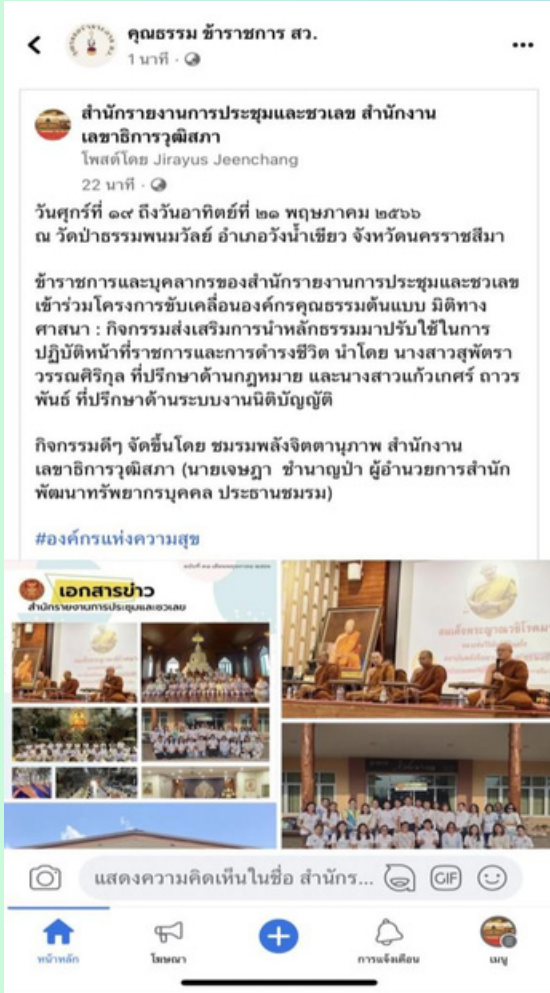 คุณธรรม ข้าราชการ สว.
1 นาที ·
สำนักรายงานการประชุมและชวเลข สำนักงาน
เลขาธิการวุฒิสภา
โพสต์โดย Jirayus Jeenchang
22 นาที ·
วันศุกร์ที่ ๑๙ ถึงวันอาทิตย์ที่ ๒๑ พฤษภาคม ๒๕๖๖
ณ วัดป่าธรรมพนมวัลย์ อำเภอวังน้ำเขียว จังหวัดนครราชสีมา
ข้าราชการและบุคลากรของสำนักรายงานการประชุมและชวเลข
เข้าร่วมโครงการขับเคลื่อนองค์กรคุณธรรมต้นแบบ มิติทาง
ศาสนา : กิจกรรมส่งเสริมการนำหลักธรรมมาปรับใช้ในการ
ปฏิบัติหน้าที่ราชการและการดำรงชีวิต นำโดย นางสาวสุพัตรา
วรรณศิริกุล ที่ปรึกษาด้านกฎหมาย และนางสาวแก้วเกศร์ ถาวร
พันธ์ ที่ปรึกษาด้านระบบงานนิติบัญญัติ
กิจกรรมดีๆ จัดขึ้นโดย ชมรมพลังจิตตานุภาพ สำนักงาน
เลขาธิการวุฒิสภา (นายเจษฎา ชำนาญป่า ผู้อำนวยการสำนัก
พัฒนาทรัพยากรบุคคล ประธานชมรม)
#องค์กรแห่งความสุข
เอกสารข่าว
สำนักรายงานการประชุมและชวเลข
แสดงความคิดเห็นในชื่อ สำนักร...
GIF
หน้าหลัก
โฆษณา
การแจ้งเตือน
เมนู